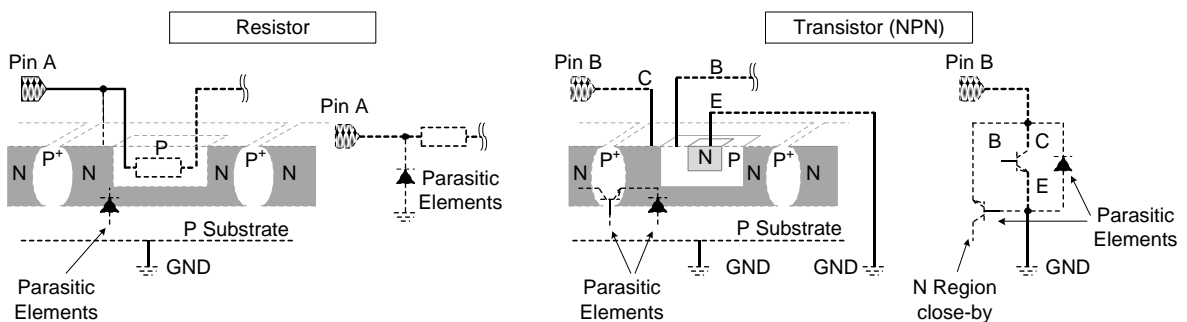 Resistor
Transistor (NPN)
Pin A
Pin A
N
P+
N
P
N
P+
N
Parasitic
Elements
P Substrate
GND
Parasitic
Elements
Pin B
C
B
E
N
P+
N
N
P
P+
N
P Substrate
GND
GND
Parasitic
Elements
Pin B
B
C
E
Parasitic
Elements
GND
N Region
close-by